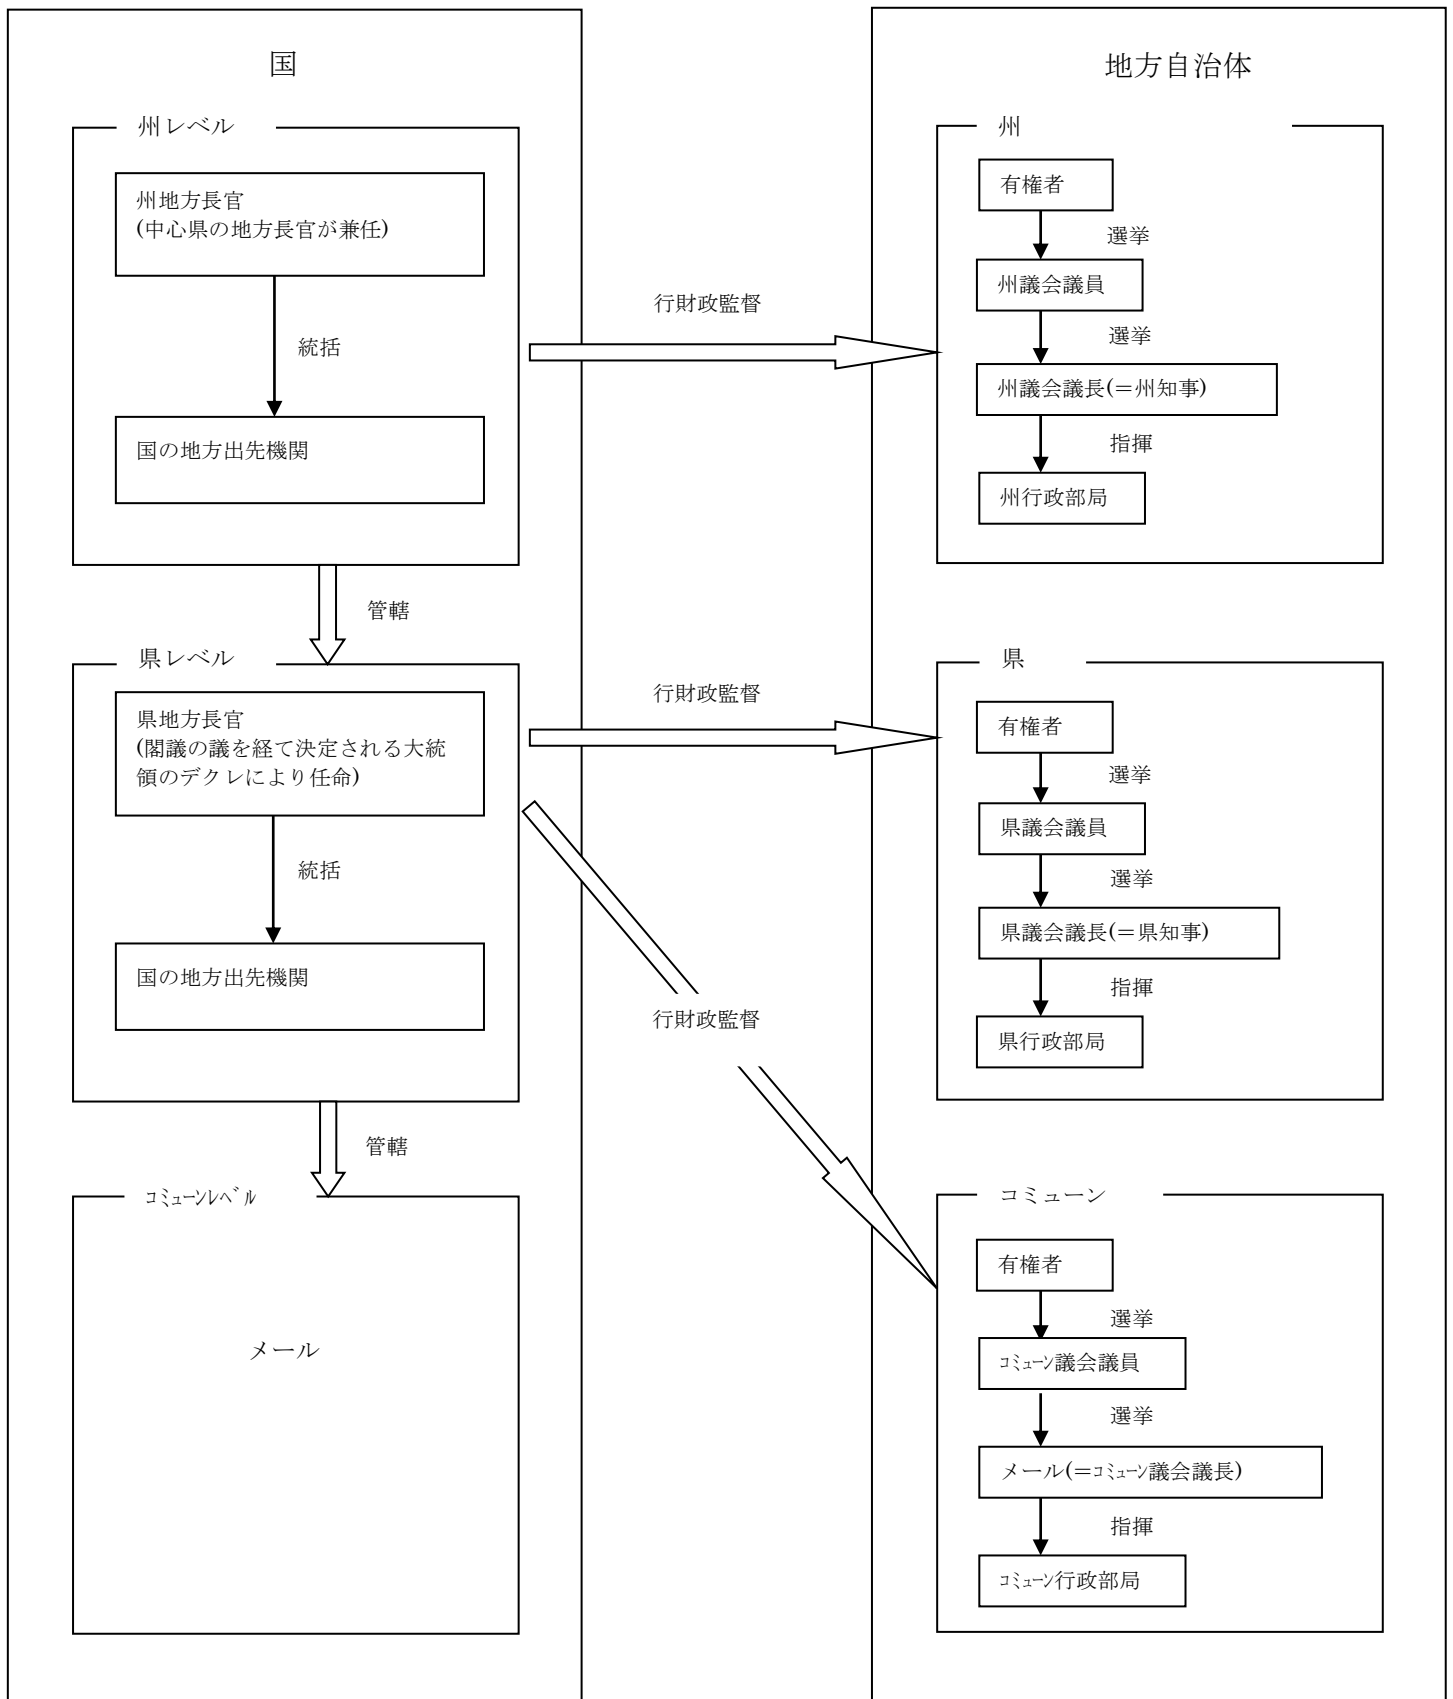 国
州レベル
州地方長官
(中心県の地方長官が兼任)
統括
国の地方出先機関
管轄
県レベル
県地方長官
(閣議の議を経て決定される大統
領のデクレにより任命)
統括
国の地方出先機関
管轄
ｺﾐｭｰﾝﾚﾍﾞﾙ
メール
行財政監督
行財政監督
行財政監督
地方自治体
州
有権者
選挙
州議会議員
選挙
州議会議長(＝州知事)
指揮
州行政部局
県
有権者
選挙
県議会議員
選挙
県議会議長(＝県知事)
指揮
県行政部局
コミューン
有権者
選挙
ｺﾐｭｰﾝ議会議員
選挙
メール(＝ｺﾐｭｰﾝ議会議長)
指揮
ｺﾐｭｰﾝ行政部局